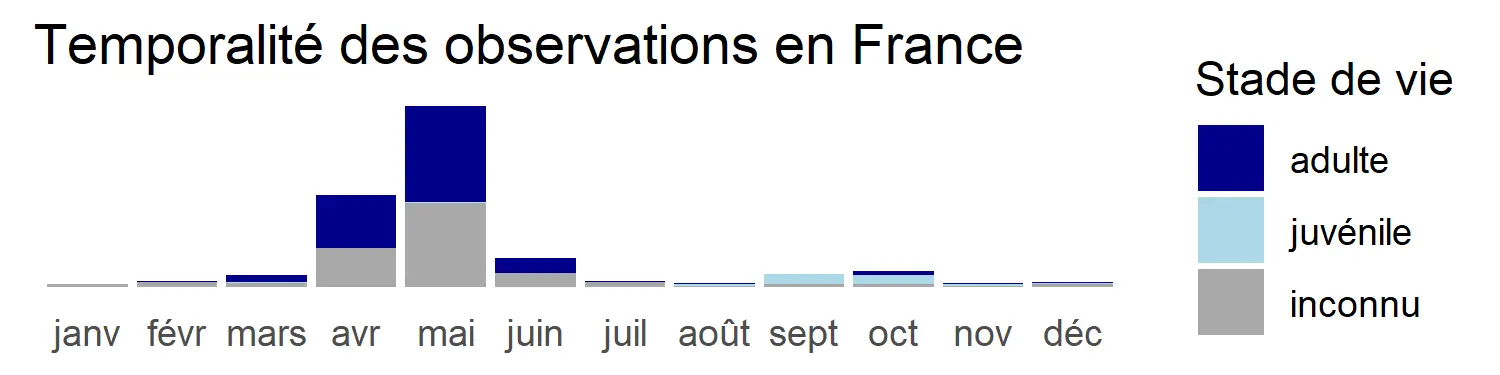 Temporalité des observations en France
Stade de vie
adulte
juvénile
inconnu
janv févr mars avr mai juin juil août sept oct nov déc